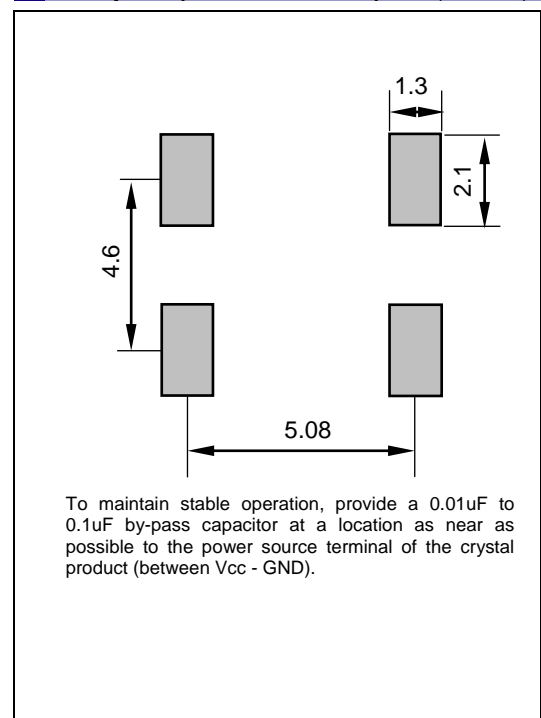 1.3
2.1
4.6
5.08
To maintain stable operation, provide a 0.01uF to
0.1uF by-pass capacitor at a location as near as
possible to the power source terminal of the crystal
product (between Vcc - GND).